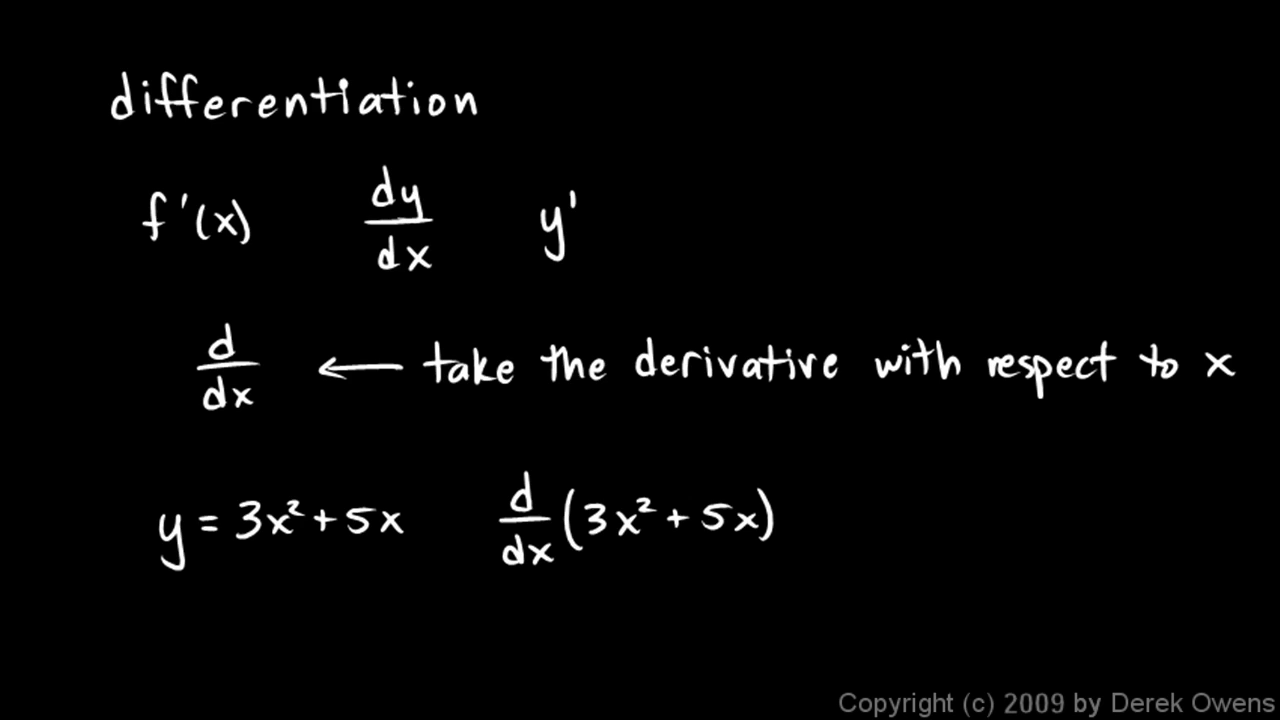 differentiation
f'(x) dy/dx y'
d/dx ← take the derivative with respect to x
y = 3x² + 5x d/dx (3x² + 5x)
Copyright (c) 2009 by Derek Owens